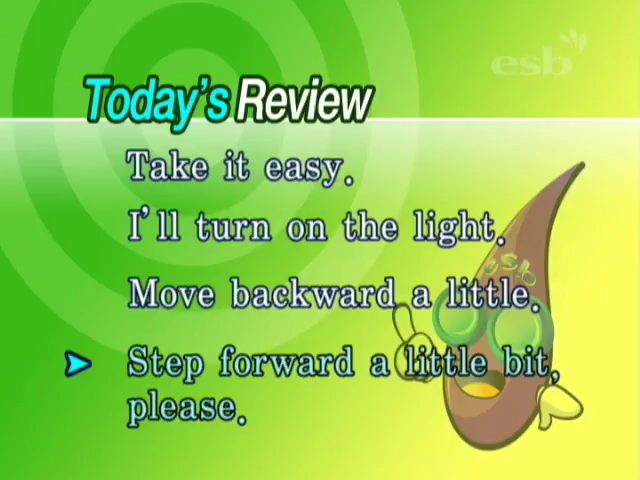 esb
Today's Review
Take it easy.
I'll turn on the light.
Move backward a little.
esb
Step forward a little bit,
please.